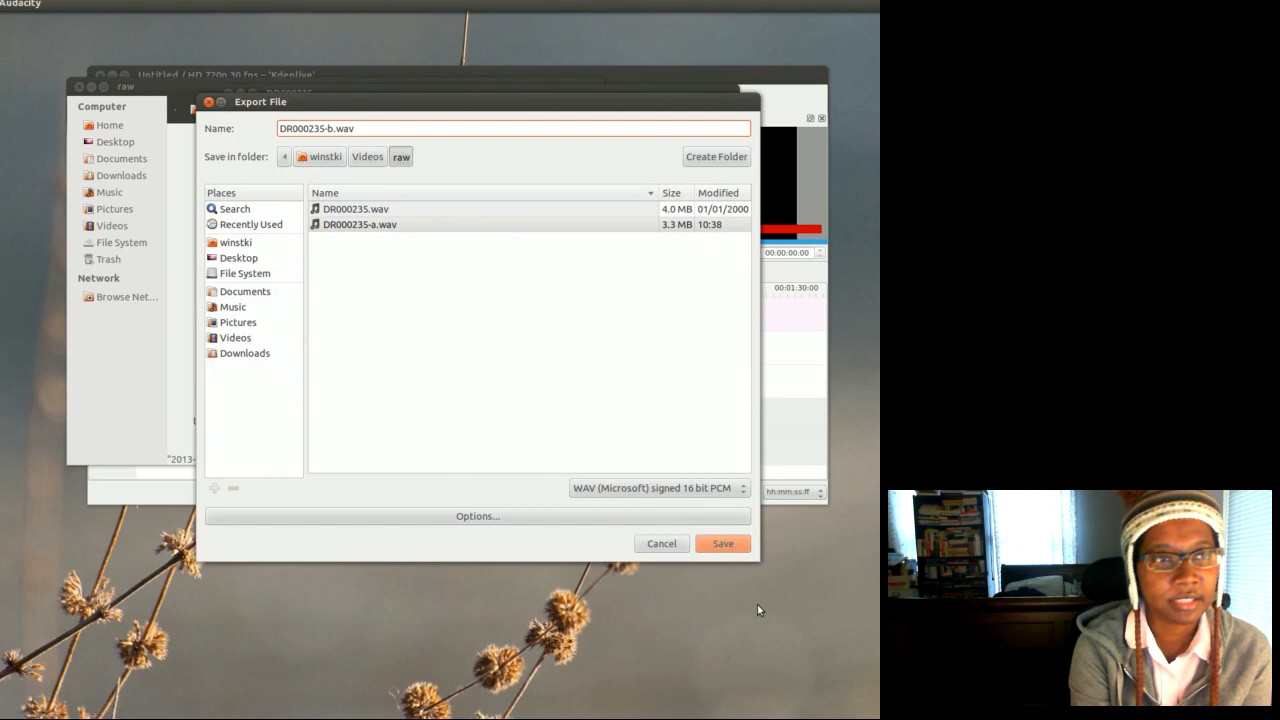 Audacity
Untitled / HD 720p 30 fps – 'Kdenlive'
raw
Computer
Home
Desktop
Documents
Downloads
Music
Pictures
Videos
File System
Trash
Network
Browse Net...
"2013-
Export File
Name:
DR000235-b.wav
Save in folder:
winstki
Videos
raw
Create Folder
Places
Search
Recently Used
winstki
Desktop
File System
Documents
Music
Pictures
Videos
Downloads
Name Size Modified
DR000235.wav 4.0 MB 01/01/2000
DR000235-a.wav 3.3 MB 10:38
WAV (Microsoft) signed 16 bit PCM
Options...
Cancel
Save
00:00:00:00
00:01:30:00
hh:mm:ss:ff